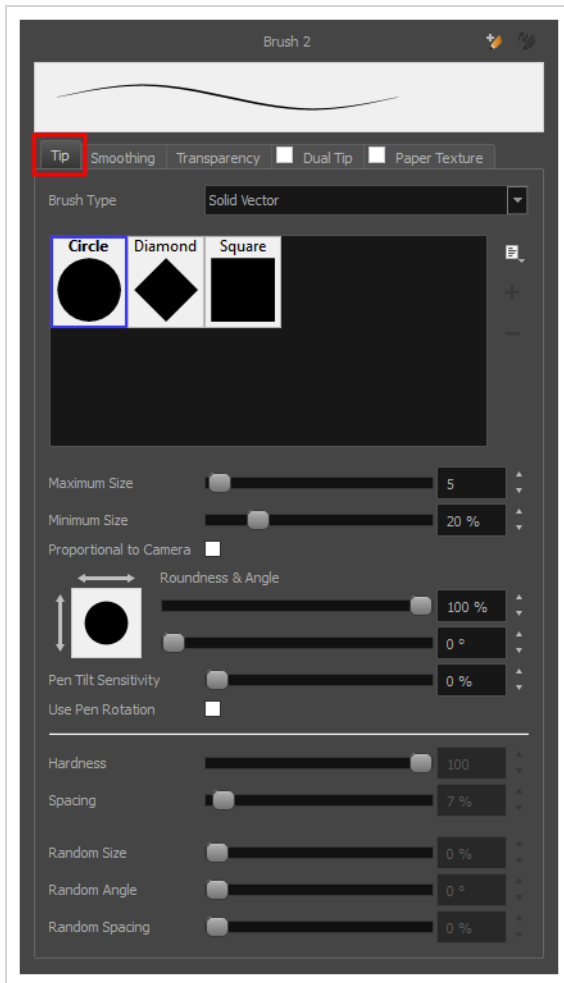 Brush 2
Tip Smoothing Transparency Dual Tip Paper Texture
Brush Type Solid Vector
Circle Diamond Square
Maximum Size 5
Minimum Size 20 %
Proportional to Camera
Roundness & Angle
100 %
0 °
Pen Tilt Sensitivity 0 %
Use Pen Rotation
Hardness 100
Spacing 7 %
Random Size 0 %
Random Angle 0 °
Random Spacing 0 %